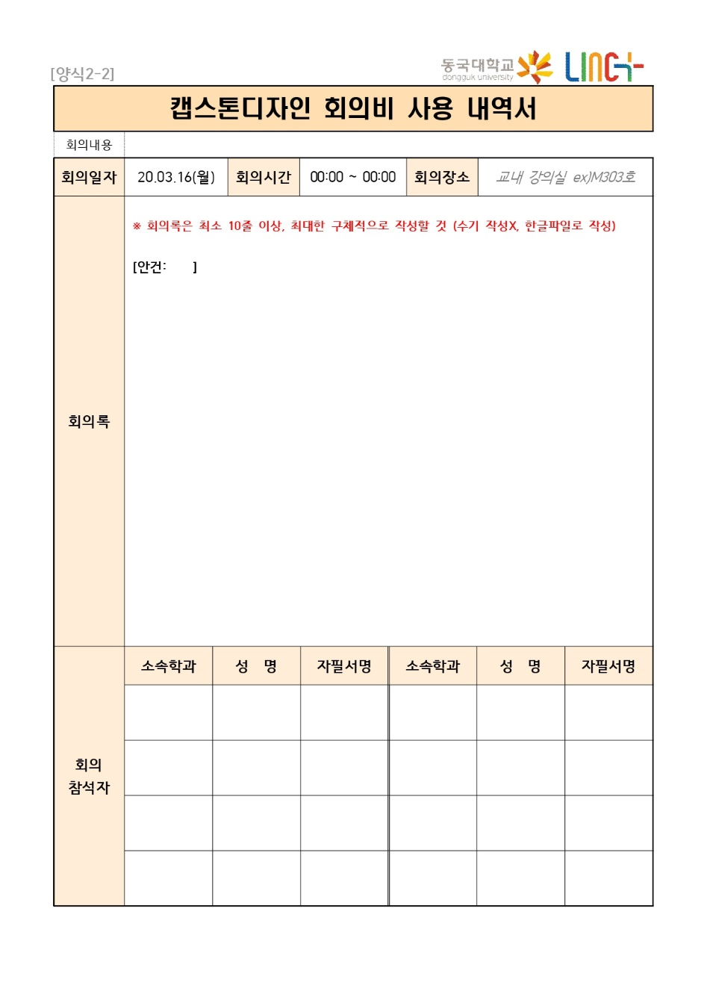 [양식2-2]
동국대학교
dongguk university
LINC+
캡스톤디자인 회의비 사용 내역서
회의내용
회의일자 20.03.16(월) 회의시간 00:00 ~ 00:00 회의장소 교내 강의실 ex)M303호
회의록
※ 회의록은 최소 10줄 이상, 최대한 구체적으로 작성할 것 (수기 작성X, 한글파일로 작성)
[안건: ]
소속학과 성 명 자필서명 소속학과 성 명 자필서명
회의
참석자